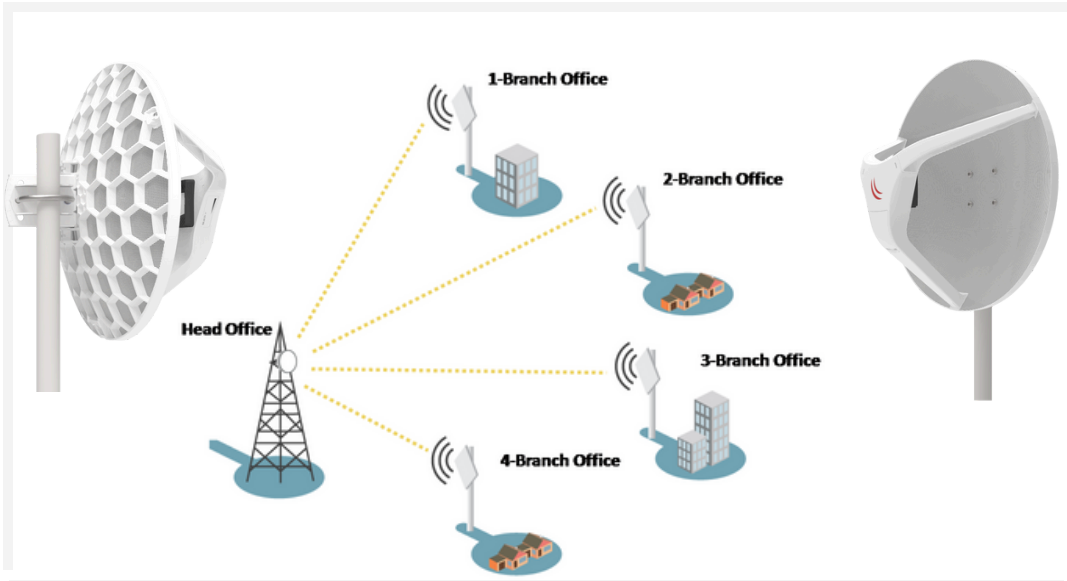 1-Branch Office
2-Branch Office
Head Office
3-Branch Office
4-Branch Office